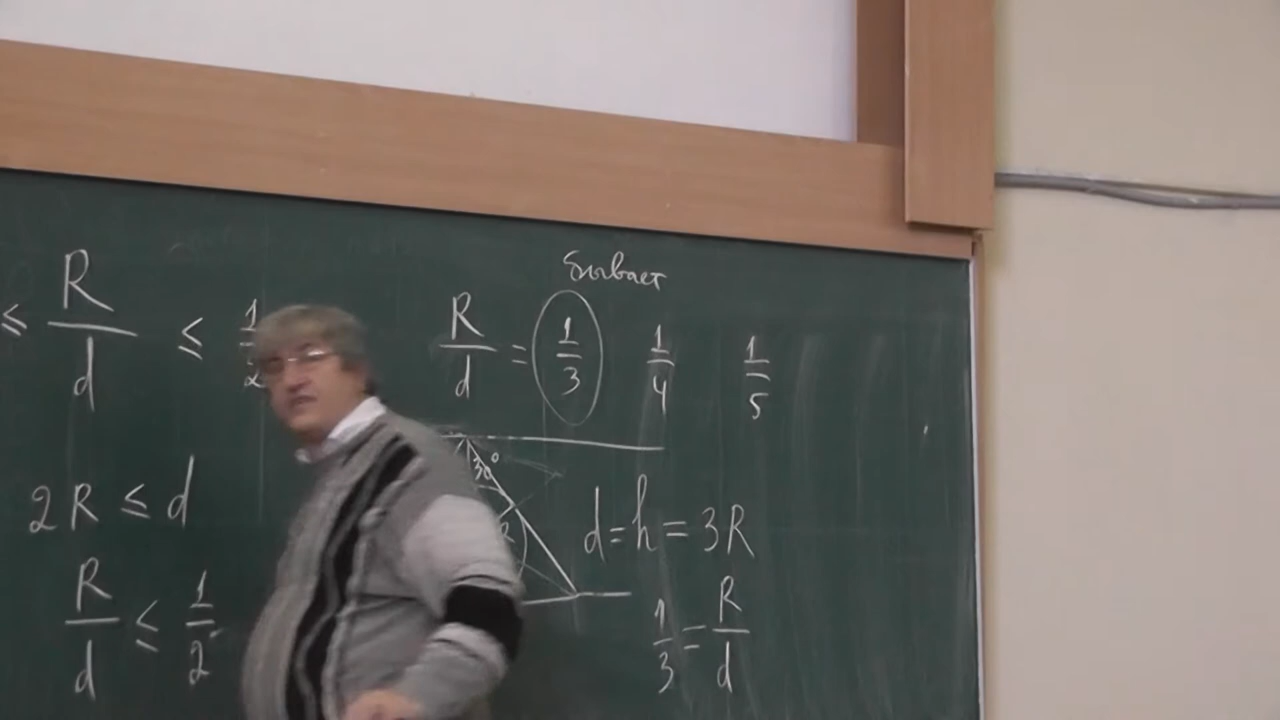 ≤ R/d ≤ 1/2
2R ≤ d
R/d ≤ 1/2
бывает
R/d = 1/3 1/4 1/5
30°
R
d = h = 3R
1/3 = R/d